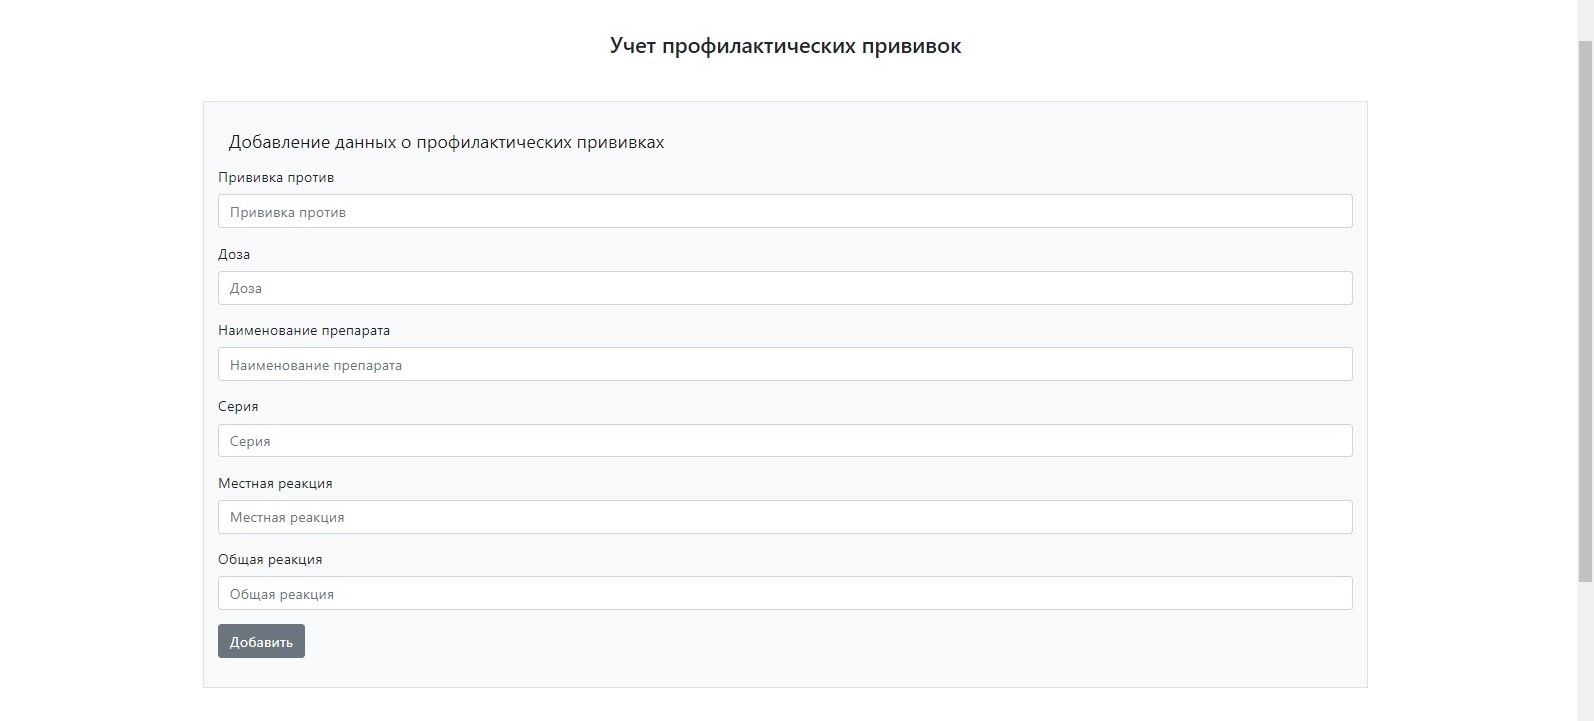 Учет профилактических прививок
Добавление данных о профилактических прививках
Прививка против
Прививка против
Доза
Доза
Наименование препарата
Наименование препарата
Серия
Серия
Местная реакция
Местная реакция
Общая реакция
Общая реакция
Добавить